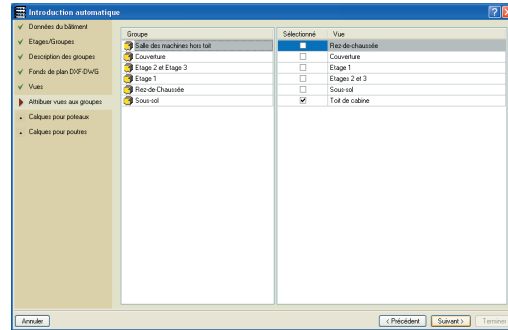 Introduction automatique
Données du bâtiment
Etages/Groupes
Description des groupes
Fonds de plan DXF-DWG
Vues
Attribuer vues aux groupes
Calques pour poteaux
Calques pour poutres
Groupe
Salle des machines hors toit
Couverture
Etage 2 et Etage 3
Etage 1
Rez-de-Chaussée
Sous-sol
Sélectionné Vue
Rez-de-chaussée
Couverture
Etage 1
Etages 2 et 3
Sous-sol
Toit de cabine
Annuler
< Précédent
Suivant >
Terminer